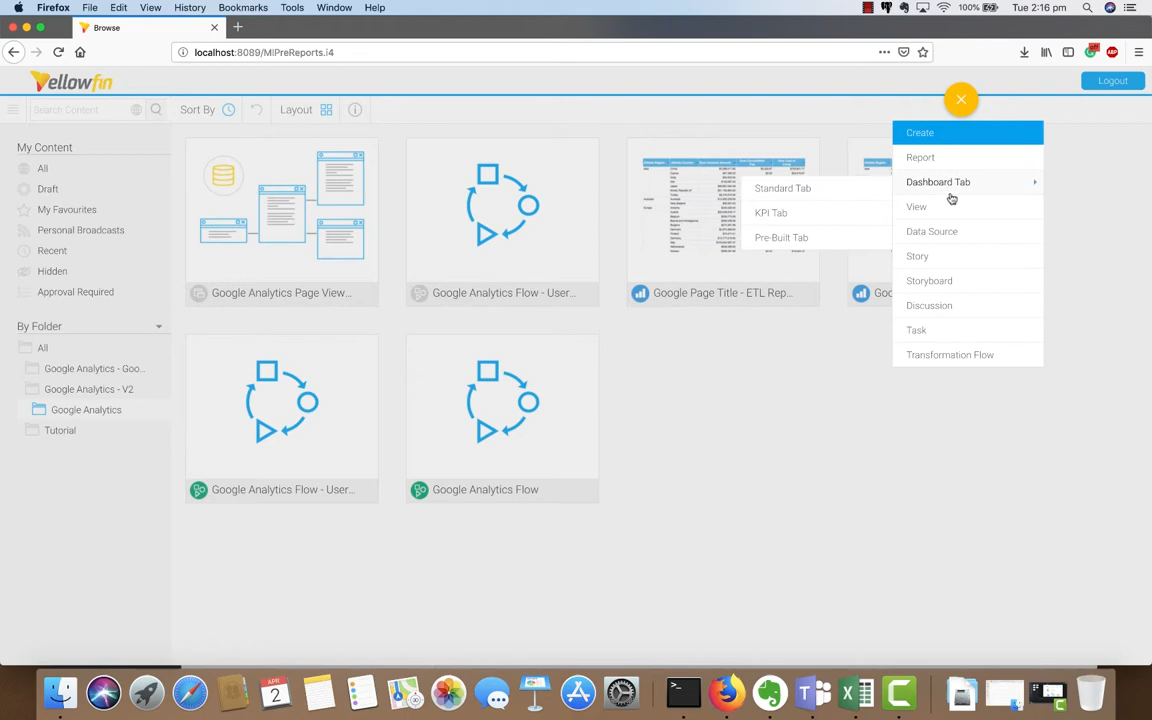 Firefox File Edit View History Bookmarks Tools Window Help
100% Tue 2:16 pm
Browse
localhost:8089/MIPreReports.i4
Yellowfin
Logout
Search Content
Sort By
Layout
My Content
All
Draft
My Favourites
Personal Broadcasts
Recent
Hidden
Approval Required
By Folder
All
Google Analytics - Goo...
Google Analytics - V2
Google Analytics
Tutorial
Google Analytics Page View...
Google Analytics Flow - User...
Google Page Title - ETL Rep...
Goo
Google Analytics Flow - User...
Google Analytics Flow
Create
Report
Dashboard Tab
View
Data Source
Story
Storyboard
Discussion
Task
Transformation Flow
Standard Tab
KPI Tab
Pre-Built Tab
APR
2